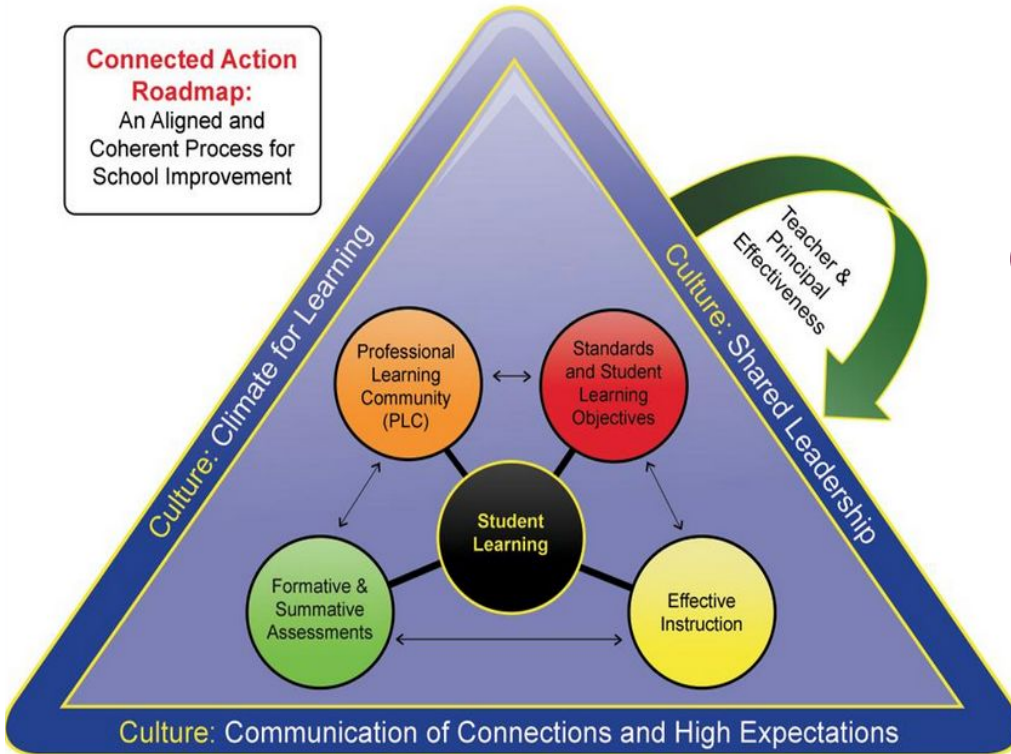 Connected Action
Roadmap:
An Aligned and
Coherent Process for
School Improvement
Culture: Climate for Learning
Culture: Shared Leadership
Teacher &
Principal
Effectiveness
Professional
Learning
Community
(PLC)
Standards
and Student
Learning
Objectives
Student
Learning
Formative &
Summative
Assessments
Effective
Instruction
Culture: Communication of Connections and High Expectations